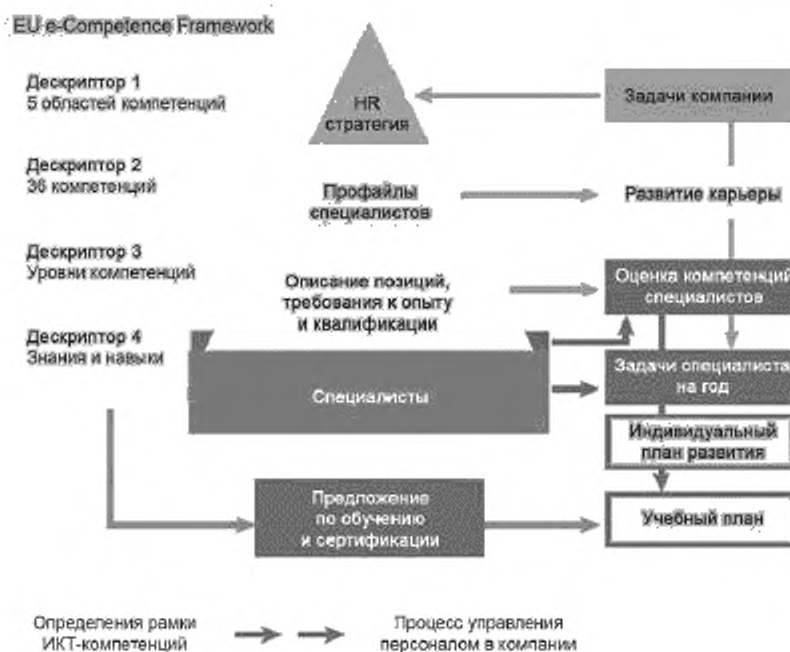 EU e-Competence Framework
Дескриптор 1
5 областей компетенций
HR
стратегия
Задачи компании
Дескриптор 2
36 компетенций
Профайлы
специалистов
Развитие карьеры
Дескриптор 3
Уровни компетенций
Описание позиций,
требования к опыту
и квалификации
Оценка компетенций
специалистов
Дескриптор 4
Знания и навыки
Специалисты
Задачи специалиста
на год
Индивидуальный
план развития
Предложение
по обучению
и сертификации
Учебный план
Определения рамки
ИКТ-компетенций
Процесс управления
персоналом в компании